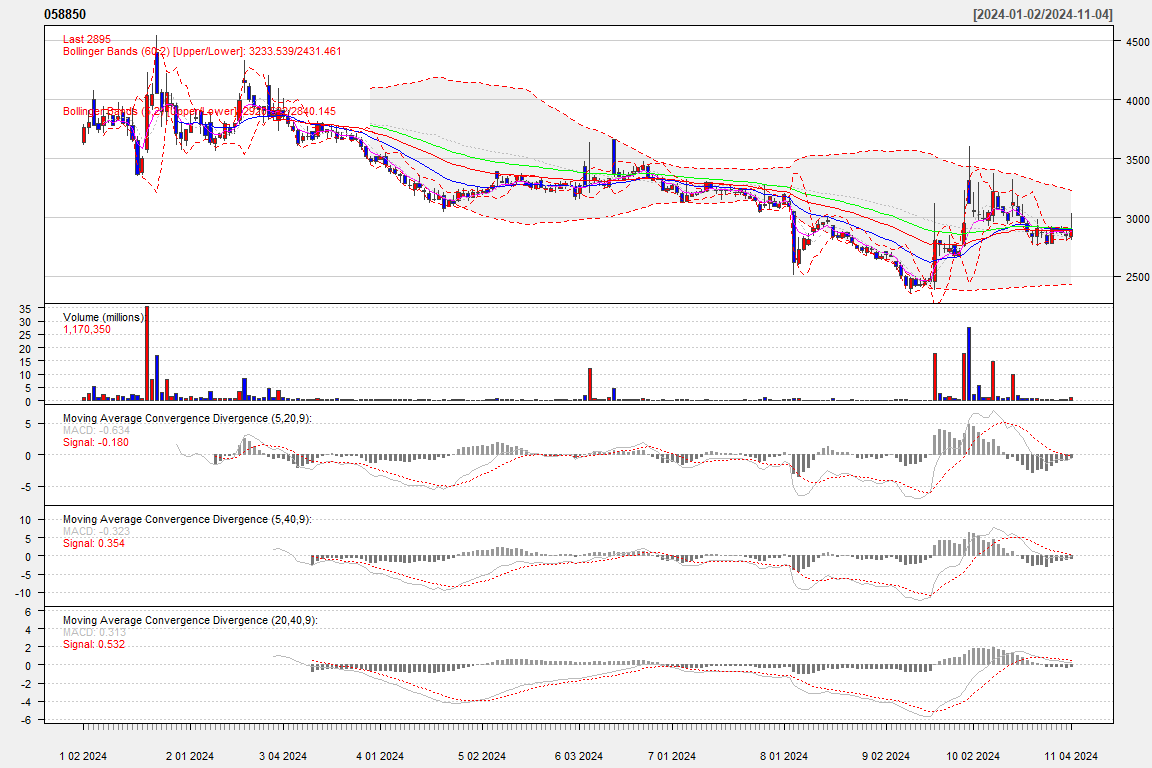 058850 [2024-01-02/2024-11-04]
Last 2895
Bollinger Bands (60,2) [Upper/Lower]: 3233.539/2431.461
Bollinger Bands [Upper/Lower]: /2840.145
4500
4000
3500
3000
2500
Volume (millions):
1,170,350
35
30
25
20
15
10
5
0
Moving Average Convergence Divergence (5,20,9):
MACD: -0.634
Signal: -0.180
5
0
-5
Moving Average Convergence Divergence (5,40,9):
MACD: -0.323
Signal: 0.354
10
5
0
-5
-10
Moving Average Convergence Divergence (20,40,9):
MACD: 0.313
Signal: 0.532
6
4
2
0
-2
-4
-6
1 02 2024 2 01 2024 3 04 2024 4 01 2024 5 02 2024 6 03 2024 7 01 2024 8 01 2024 9 02 2024 10 02 2024 11 04 2024